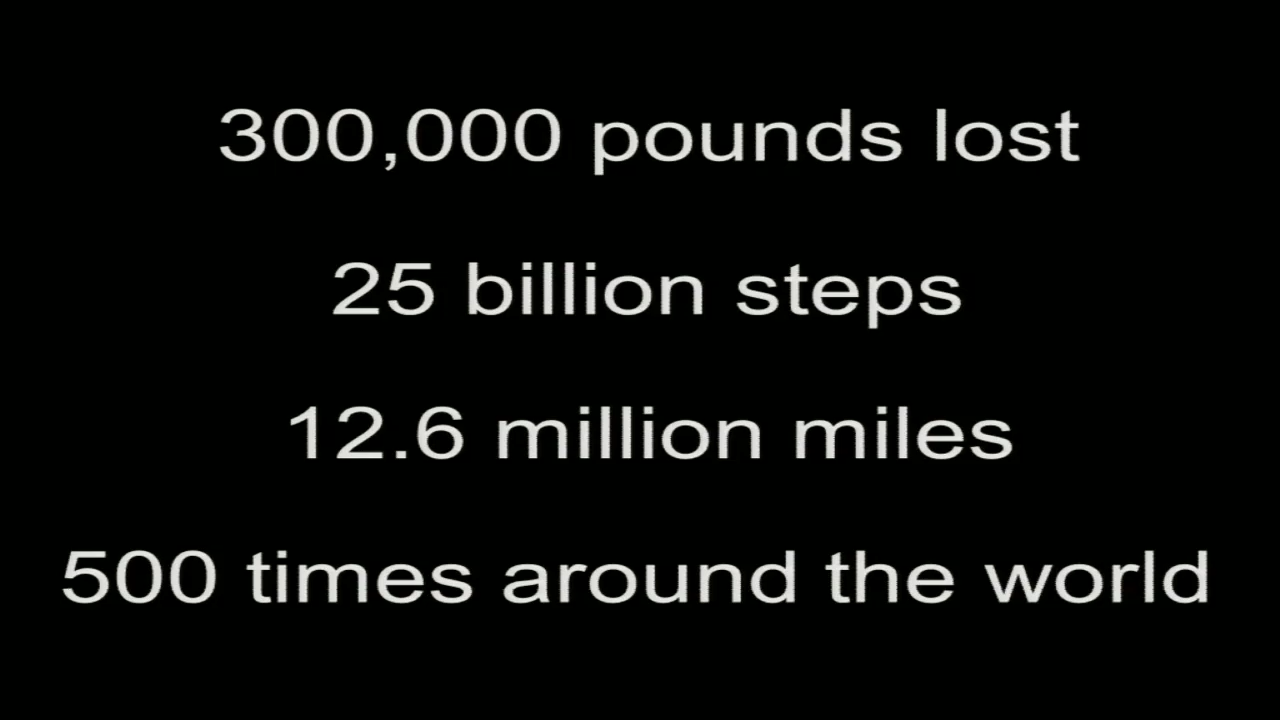 300,000 pounds lost
25 billion steps
12.6 million miles
500 times around the world